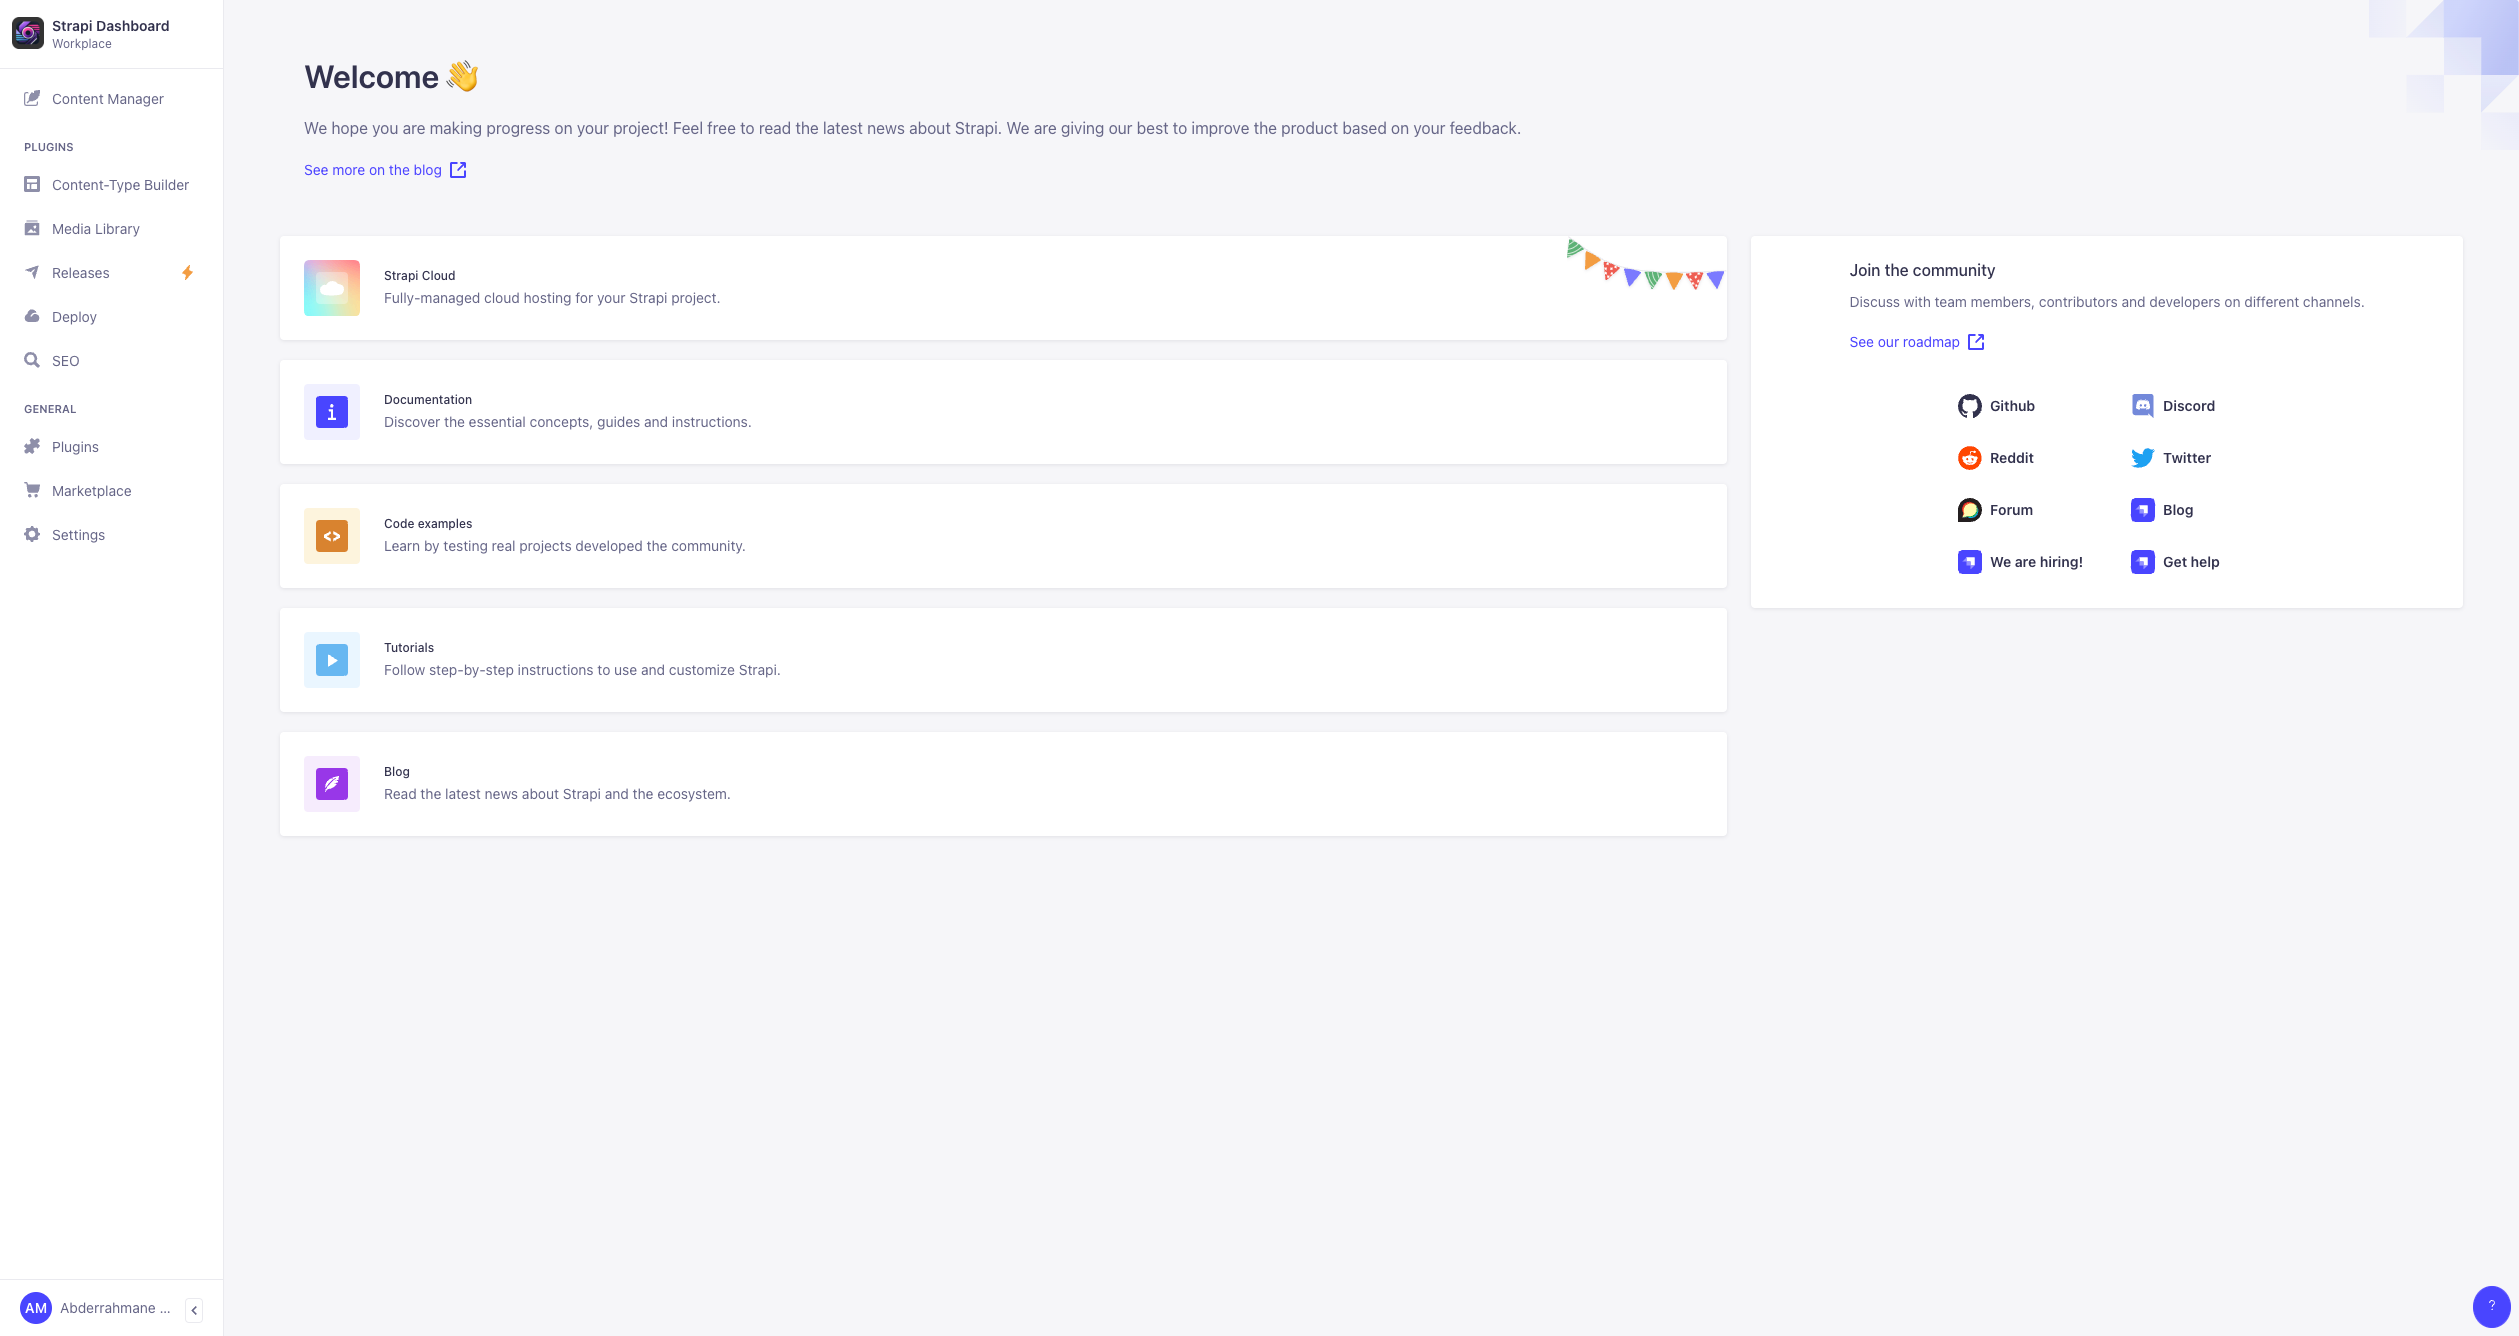 Strapi Dashboard
Workplace
Content Manager
PLUGINS
Content-Type Builder
Media Library
Releases
Deploy
SEO
GENERAL
Plugins
Marketplace
Settings
AM
Abderrahmane ...
Welcome 👋
We hope you are making progress on your project! Feel free to read the latest news about Strapi. We are giving our best to improve the product based on your feedback.
See more on the blog
Strapi Cloud
Fully-managed cloud hosting for your Strapi project.
Documentation
Discover the essential concepts, guides and instructions.
Code examples
Learn by testing real projects developed the community.
Tutorials
Follow step-by-step instructions to use and customize Strapi.
Blog
Read the latest news about Strapi and the ecosystem.
Join the community
Discuss with team members, contributors and developers on different channels.
See our roadmap
Github
Discord
Reddit
Twitter
Forum
Blog
We are hiring!
Get help
?